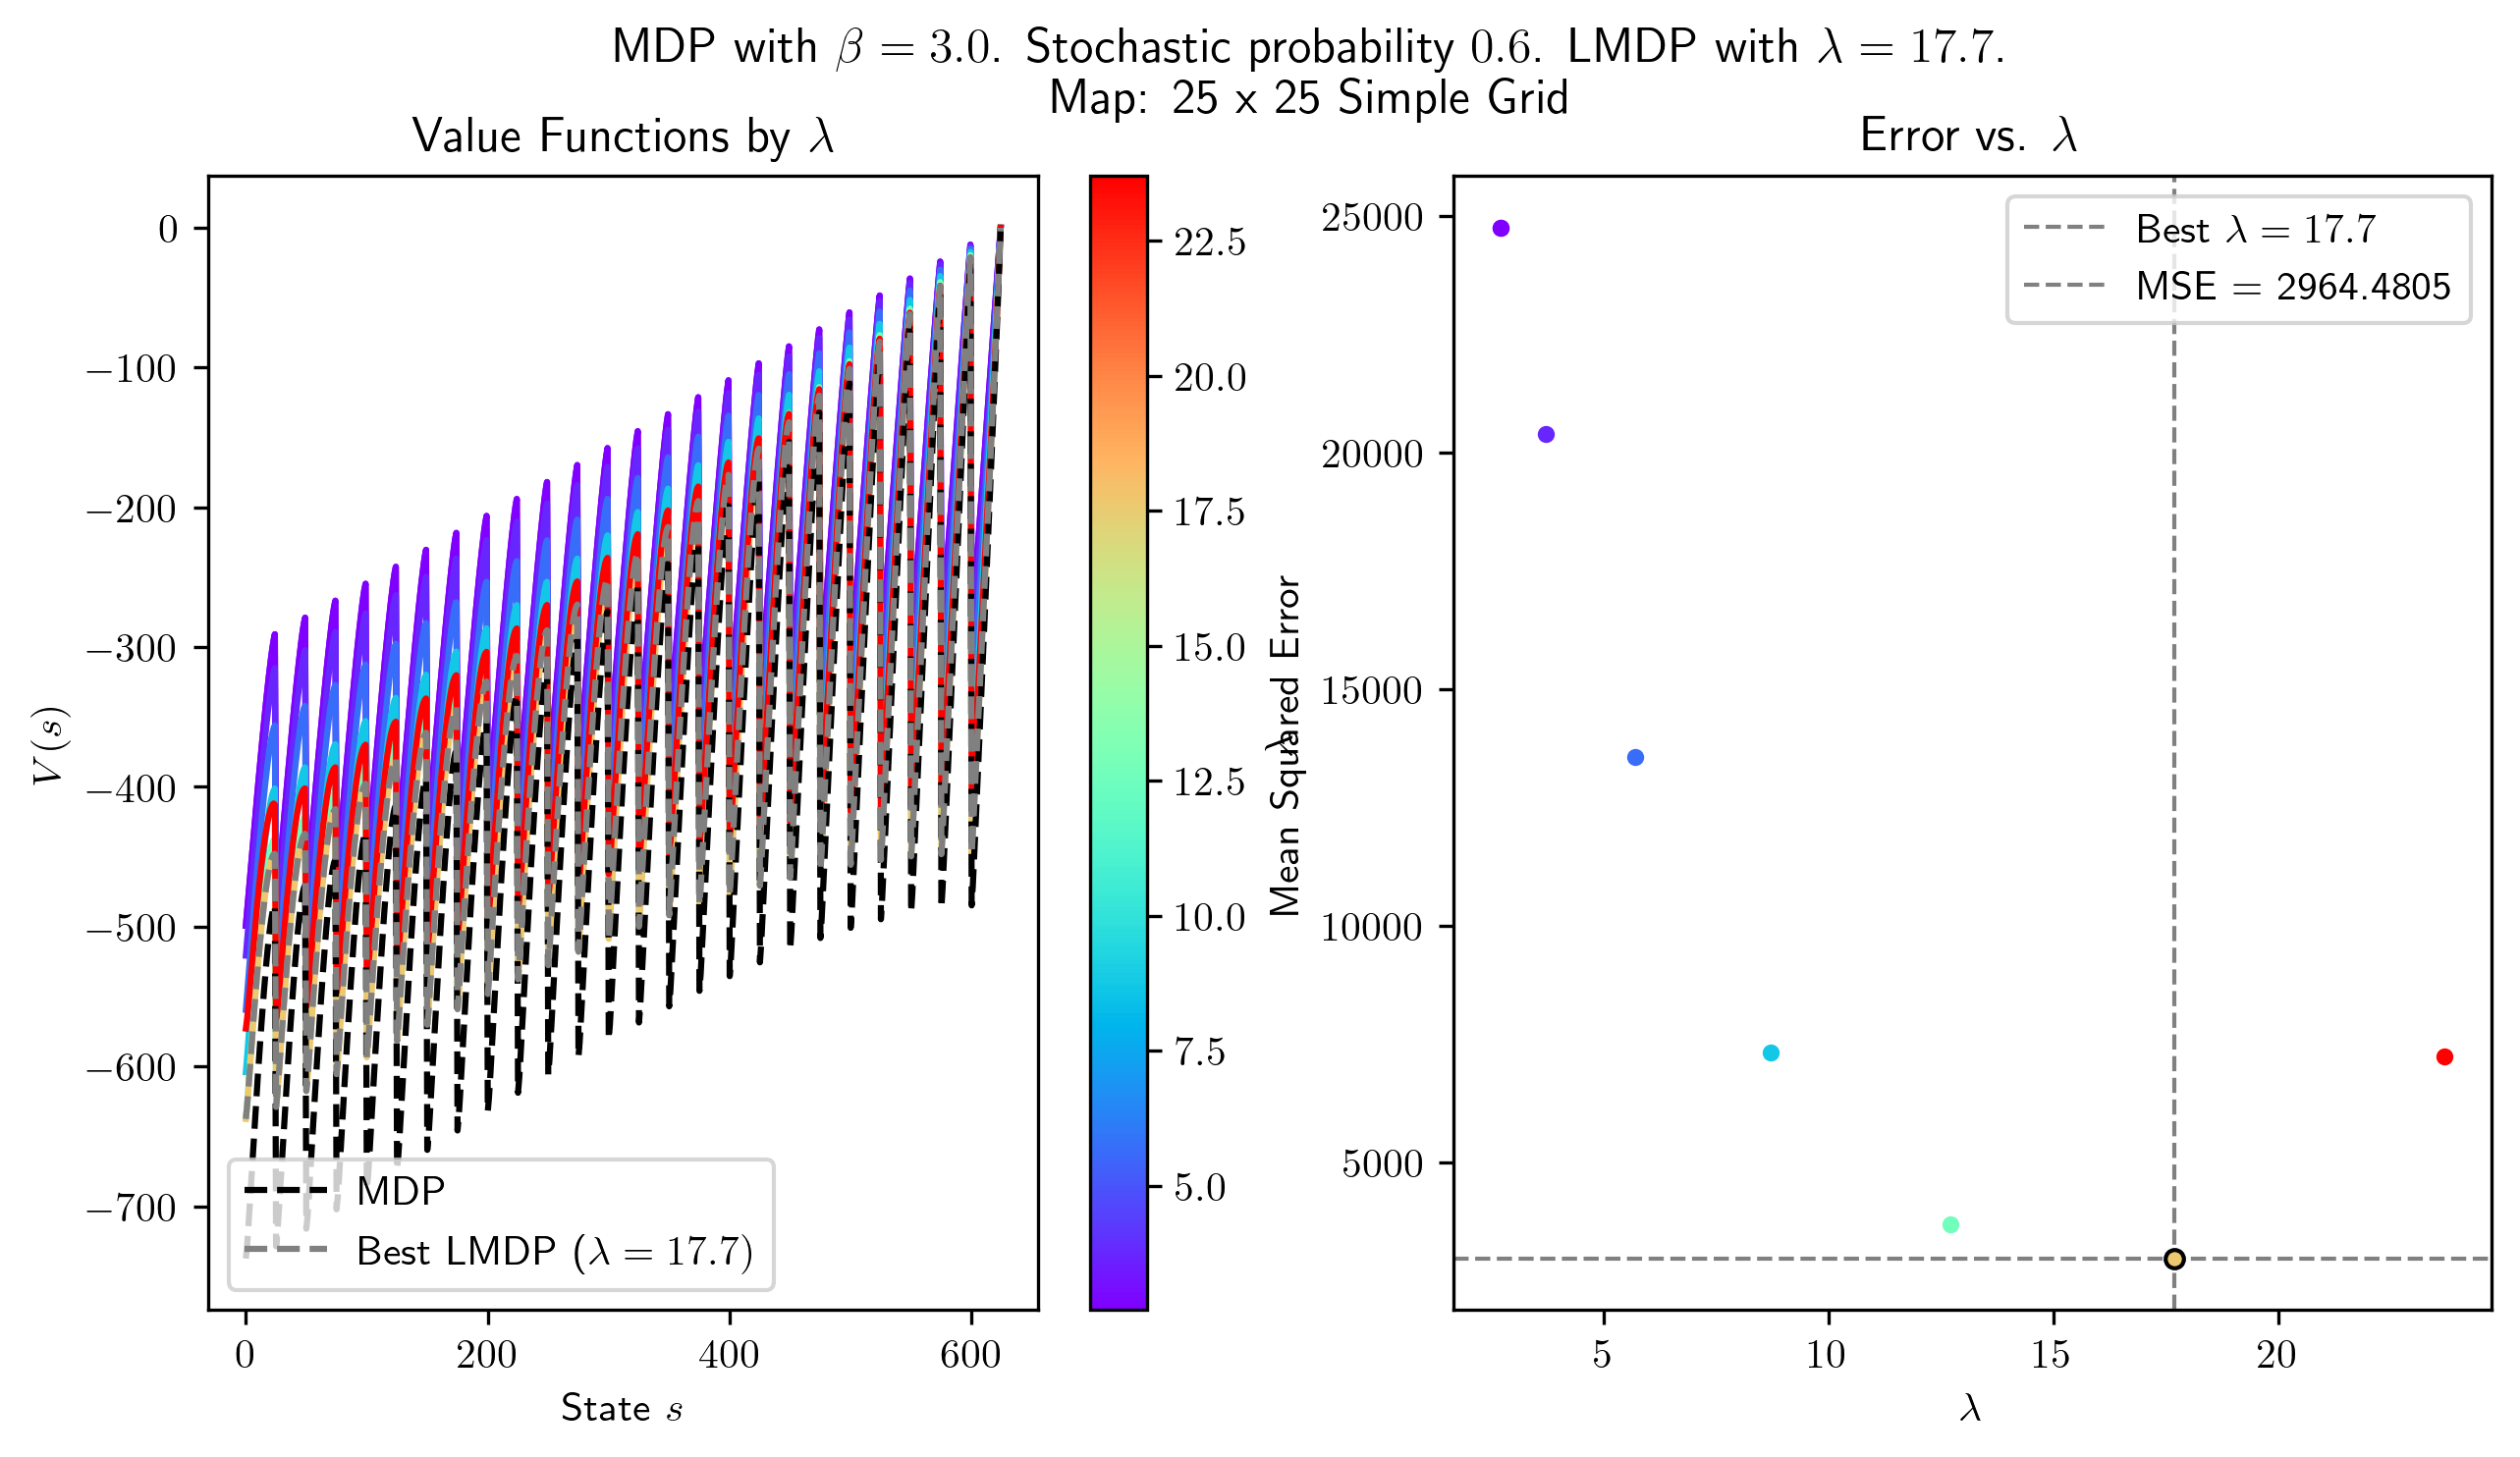 MDP with β = 3.0. Stochastic probability 0.6. LMDP with λ = 17.7.
Map: 25 x 25 Simple Grid
Value Functions by λ
0
−100
−200
−300
−400
−500
−600
−700
V(s)
0
200
400
600
State s
MDP
Best LMDP (λ = 17.7)
22.5
20.0
17.5
15.0
12.5
10.0
7.5
5.0
λ
Error vs. λ
25000
20000
15000
10000
5000
Mean Squared Error
5
10
15
20
λ
Best λ = 17.7
MSE = 2964.4805